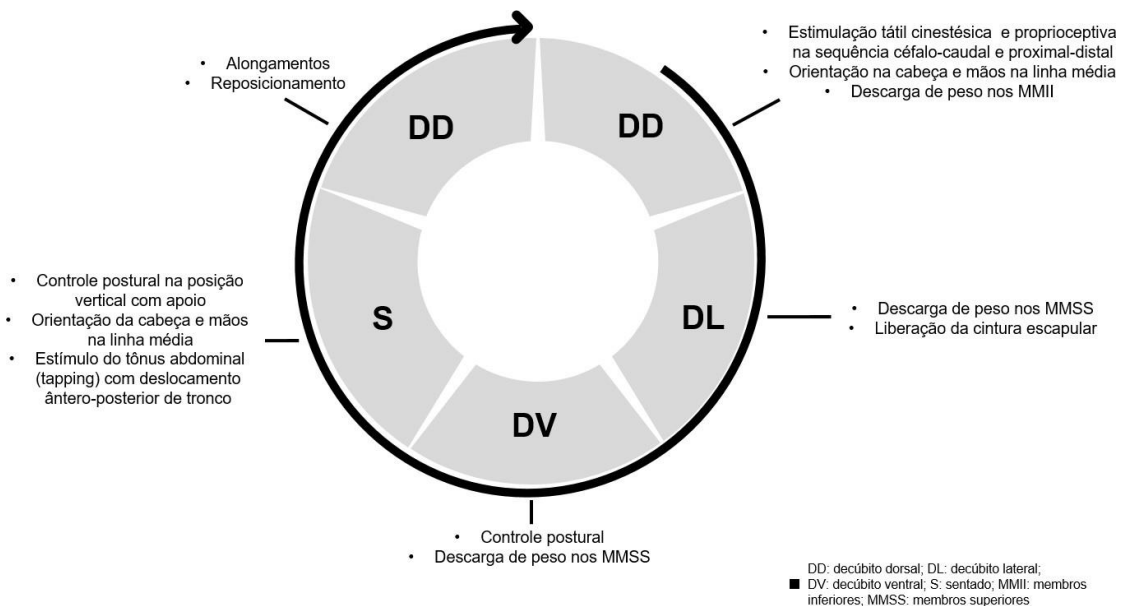 • Estimulação tátil cinestésica e proprioceptiva
na sequência céfalo-caudal e proximal-distal
• Orientação na cabeça e mãos na linha média
• Descarga de peso nos MMII
• Alongamentos
• Reposicionamento
DD
DD
• Controle postural na posição
vertical com apoio
• Orientação da cabeça e mãos
na linha média
• Estímulo do tônus abdominal
(tapping) com deslocamento
ântero-posterior de tronco
S
DL
• Descarga de peso nos MMSS
• Liberação da cintura escapular
DV
• Controle postural
• Descarga de peso nos MMSS
DD: decúbito dorsal; DL: decúbito lateral;
DV: decúbito ventral; S: sentado; MMII: membros
inferiores; MMSS: membros superiores